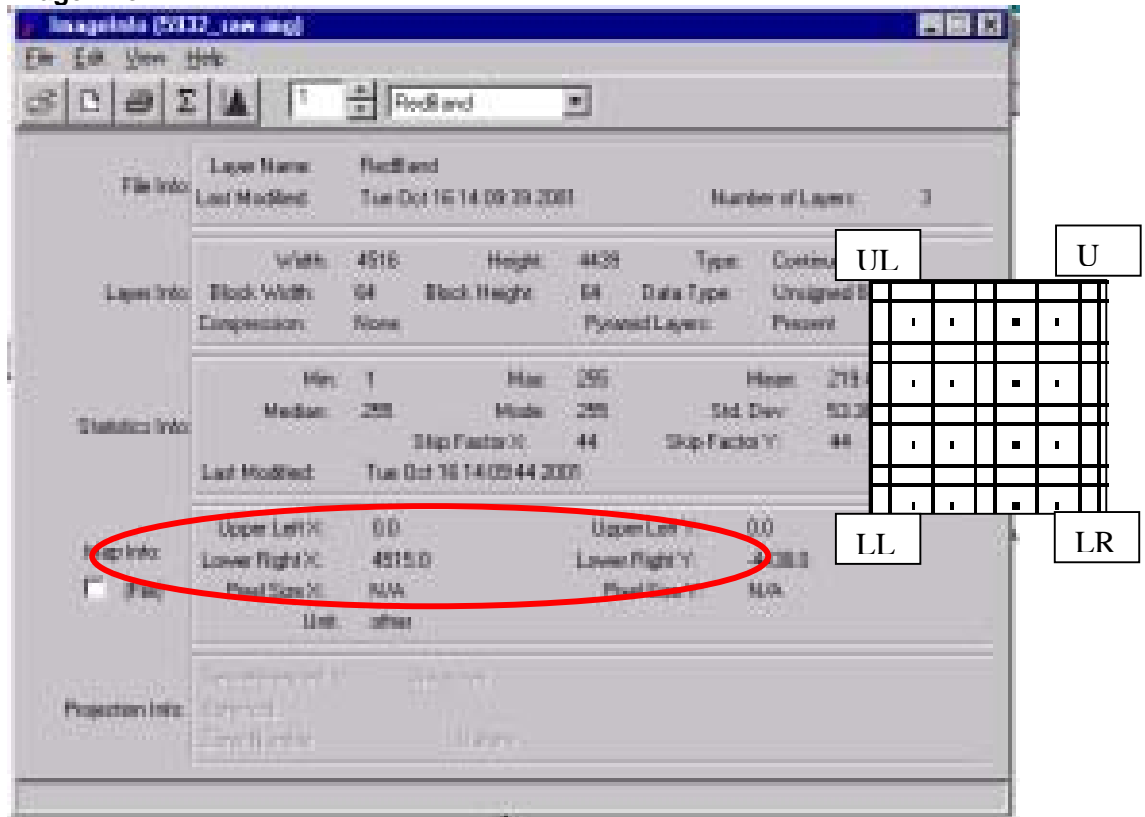 ImageInfo (5932_raw.img)
File Edit View Help
1 RedBand
File Info:
Layer Name: RedBand
Last Modified: Tue Oct 16 14:09:39 2001 Number of Layers: 3
Layer Info:
Width: 4516 Height: 4439 Type:
Block Width: 64 Block Height: 64 Data Type: Unsigned
Compression: None Pyramid Layers: Present
Statistics Info:
Min: 1 Max: 255 Mean:
Median: 255 Mode: 255 Std. Dev:
Skip Factor X: 44 Skip Factor Y: 44
Last Modified: Tue Oct 16 14:09:44 2001
Map Info:
(File)
Upper Left X: 0.0 Upper Left Y: 0.0
Lower Right X: 4515.0 Lower Right Y: -4438.0
Pixel Size X: N/A Pixel Size Y: N/A
Unit: other
Projection Info:
UL
U
LL
LR